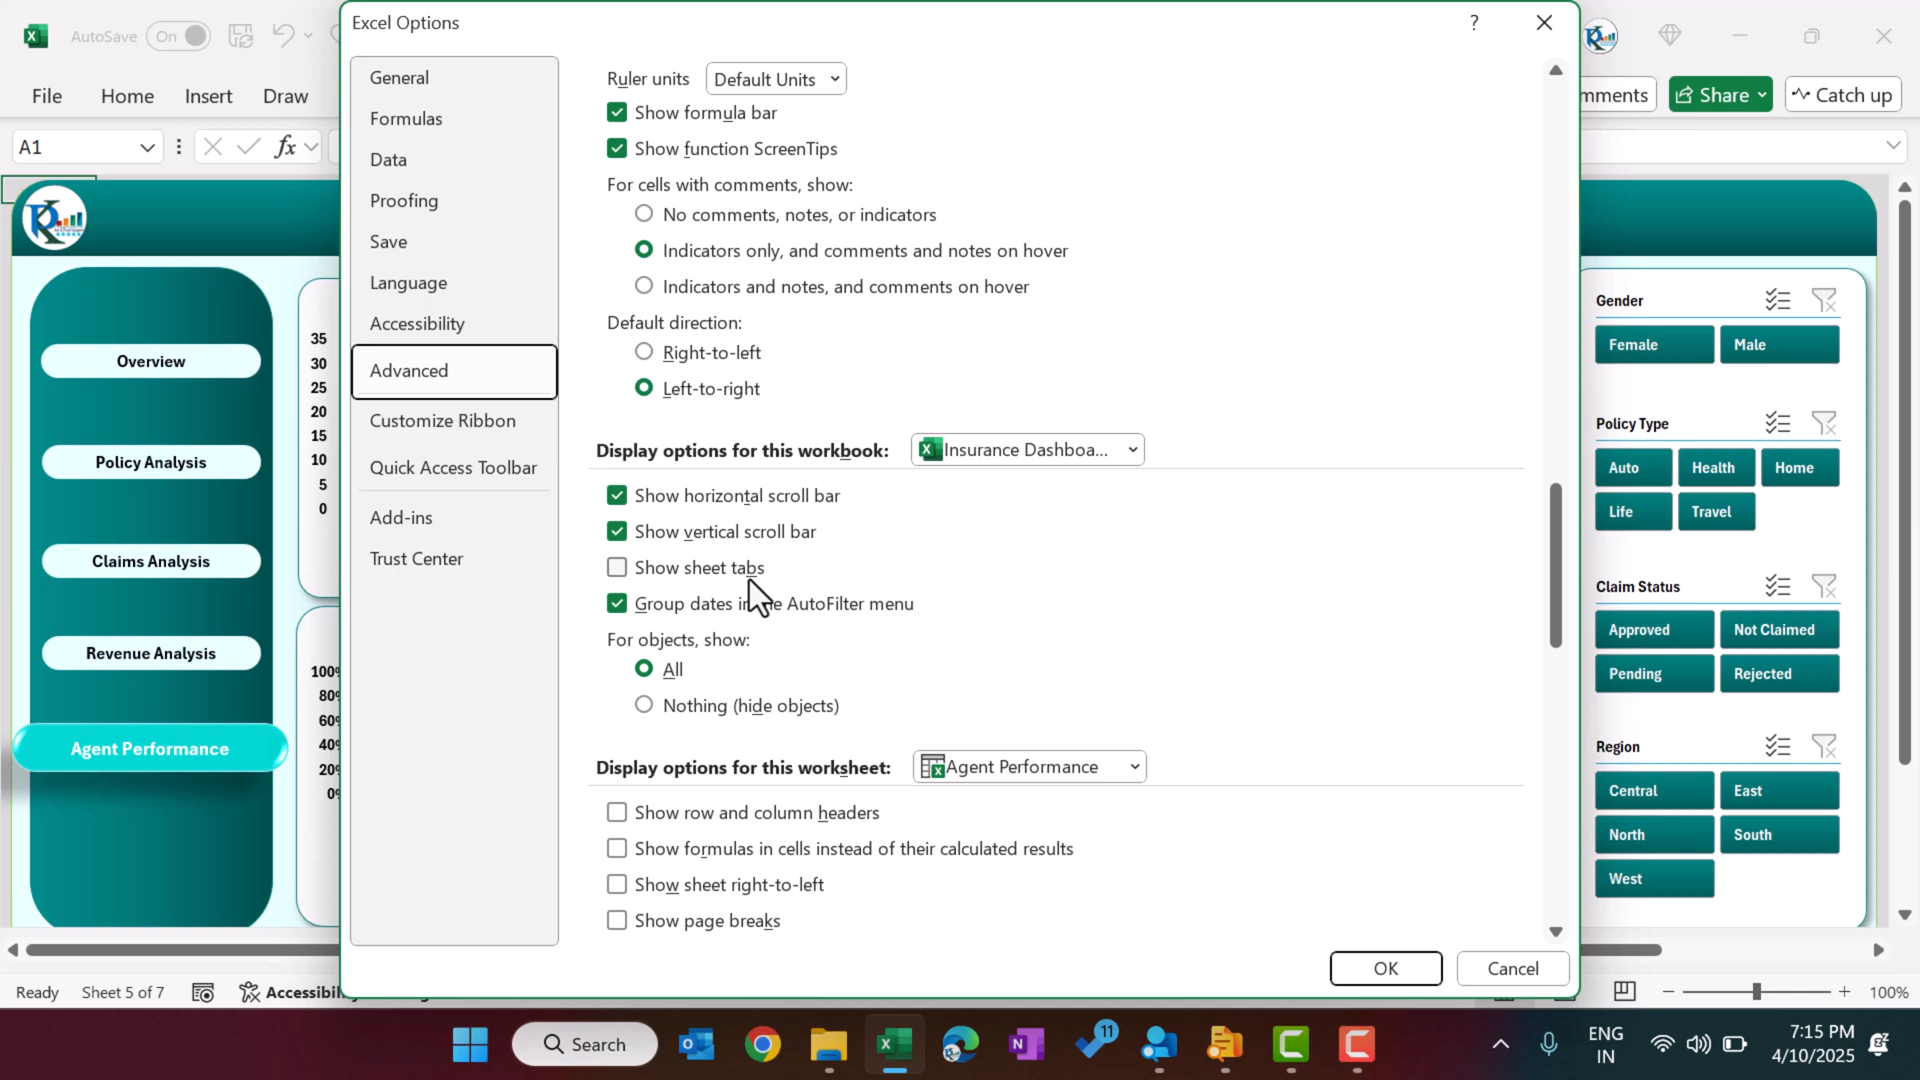 Excel Options
?
AutoSave On
File Home Insert Draw
Share
Catch up
A1
fx
General
Formulas
Data
Proofing
Save
Language
Accessibility
Advanced
Customize Ribbon
Quick Access Toolbar
Add-ins
Trust Center
Ruler units Default Units
Show formula bar
Show function ScreenTips
For cells with comments, show:
No comments, notes, or indicators
Indicators only, and comments and notes on hover
Indicators and notes, and comments on hover
Default direction:
Right-to-left
Left-to-right
Display options for this workbook: Insurance Dashboa...
Show horizontal scroll bar
Show vertical scroll bar
Show sheet tabs
Group dates in the AutoFilter menu
For objects, show:
All
Nothing (hide objects)
Display options for this worksheet: Agent Performance
Show row and column headers
Show formulas in cells instead of their calculated results
Show sheet right-to-left
Show page breaks
OK Cancel
Overview
Policy Analysis
Claims Analysis
Revenue Analysis
Agent Performance
35
30
25
20
15
10
5
0
100%
80%
60%
40%
20%
0%
Gender
Female Male
Policy Type
Auto Health Home
Life Travel
Claim Status
Approved Not Claimed
Pending Rejected
Region
Central East
North South
West
Ready Sheet 5 of 7
100%
Search
11
ENG
IN
7:15 PM
4/10/2025